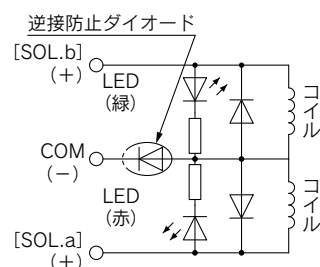 逆接防止ダイオード
[SOL.b]
(+)
LED
(緑)
コイル
COM
(−)
LED
(赤)
コイル
[SOL.a]
(+)